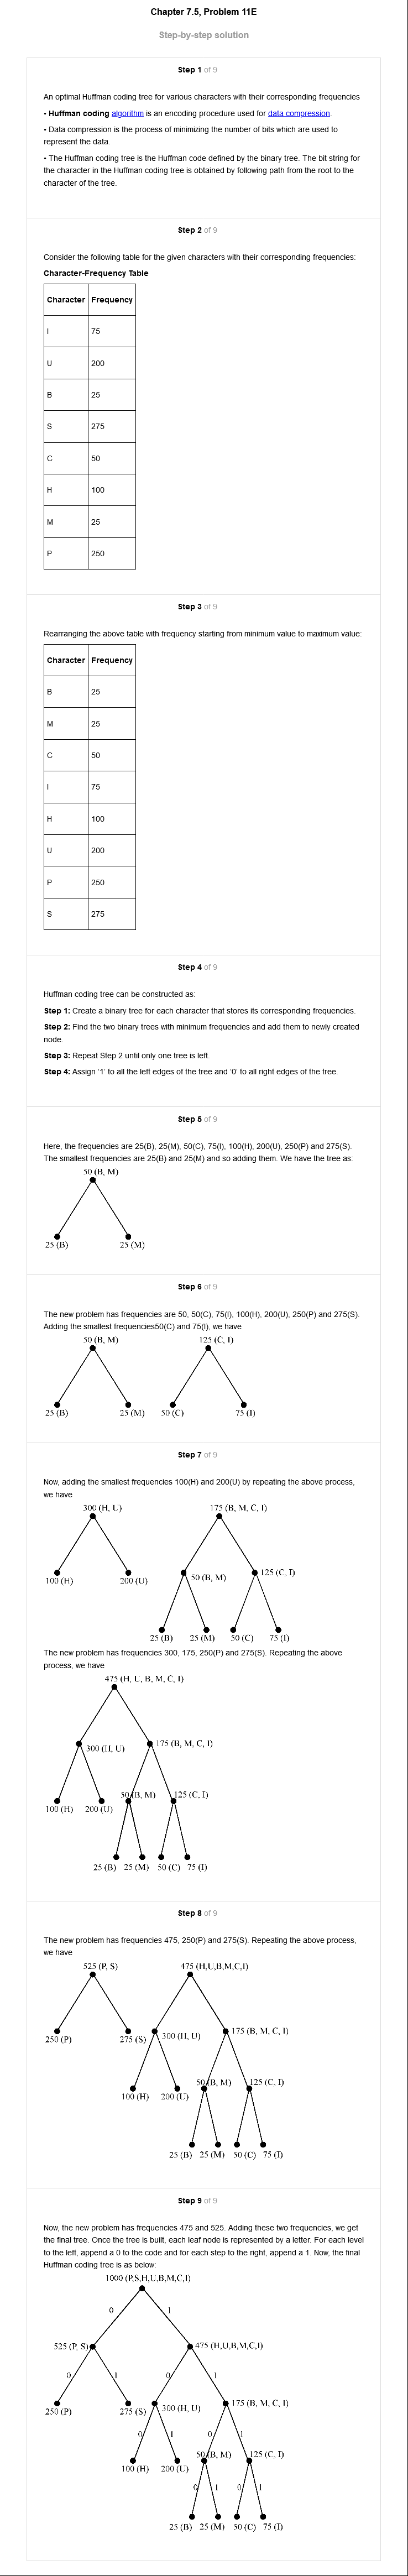 Chapter 7.5, Problem 11E
Step-by-step solution
Step 1 of 9
An optimal Huffman coding tree for various characters with their corresponding frequencies
• Huffman coding algorithm is an encoding procedure used for data compression.
• Data compression is the process of minimizing the number of bits which are used to
represent the data.
• The Huffman coding tree is the Huffman code defined by the binary tree. The bit string for
the character in the Huffman coding tree is obtained by following path from the root to the
character of the tree.
Step 2 of 9
Consider the following table for the given characters with their corresponding frequencies:
Character-Frequency Table
Character Frequency
I 75
U 200
B 25
S 275
C 50
H 100
M 25
P 250
Step 3 of 9
Rearranging the above table with frequency starting from minimum value to maximum value:
Character Frequency
B 25
M 25
C 50
I 75
H 100
U 200
P 250
S 275
Step 4 of 9
Huffman coding tree can be constructed as:
Step 1: Create a binary tree for each character that stores its corresponding frequencies.
Step 2: Find the two binary trees with minimum frequencies and add them to newly created
node.
Step 3: Repeat Step 2 until only one tree is left.
Step 4: Assign '1' to all the left edges of the tree and '0' to all right edges of the tree.
Step 5 of 9
Here, the frequencies are 25(B), 25(M), 50(C), 75(I), 100(H), 200(U), 250(P) and 275(S).
The smallest frequencies are 25(B) and 25(M) and so adding them. We have the tree as:
50 (B, M)
25 (B) 25 (M)
Step 6 of 9
The new problem has frequencies are 50, 50(C), 75(I), 100(H), 200(U), 250(P) and 275(S).
Adding the smallest frequencies50(C) and 75(I), we have
50 (B, M) 125 (C, I)
25 (B) 25 (M) 50 (C) 75 (I)
Step 7 of 9
Now, adding the smallest frequencies 100(H) and 200(U) by repeating the above process,
we have
300 (H, U) 175 (B, M, C, I)
100 (H) 200 (U) 50 (B, M) 125 (C, I)
25 (B) 25 (M) 50 (C) 75 (I)
The new problem has frequencies 300, 175, 250(P) and 275(S). Repeating the above
process, we have
475 (H, U, B, M, C, I)
300 (H, U) 175 (B, M, C, I)
100 (H) 200 (U) 50 (B, M) 125 (C, I)
25 (B) 25 (M) 50 (C) 75 (I)
Step 8 of 9
The new problem has frequencies 475, 250(P) and 275(S). Repeating the above process,
we have
525 (P, S) 475 (H,U,B,M,C,I)
250 (P) 275 (S) 300 (H, U) 175 (B, M, C, I)
100 (H) 200 (U) 50 (B, M) 125 (C, I)
25 (B) 25 (M) 50 (C) 75 (I)
Step 9 of 9
Now, the new problem has frequencies 475 and 525. Adding these two frequencies, we get
the final tree. Once the tree is built, each leaf node is represented by a letter. For each level
to the left, append a 0 to the code and for each step to the right, append a 1. Now, the final
Huffman coding tree is as below:
1000 (P,S,H,U,B,M,C,I)
0 1
525 (P, S) 475 (H,U,B,M,C,I)
0 1 0 1
250 (P) 275 (S) 300 (H, U) 175 (B, M, C, I)
0 1 0 1
100 (H) 200 (U) 50 (B, M) 125 (C, I)
0 1 0 1
25 (B) 25 (M) 50 (C) 75 (I)